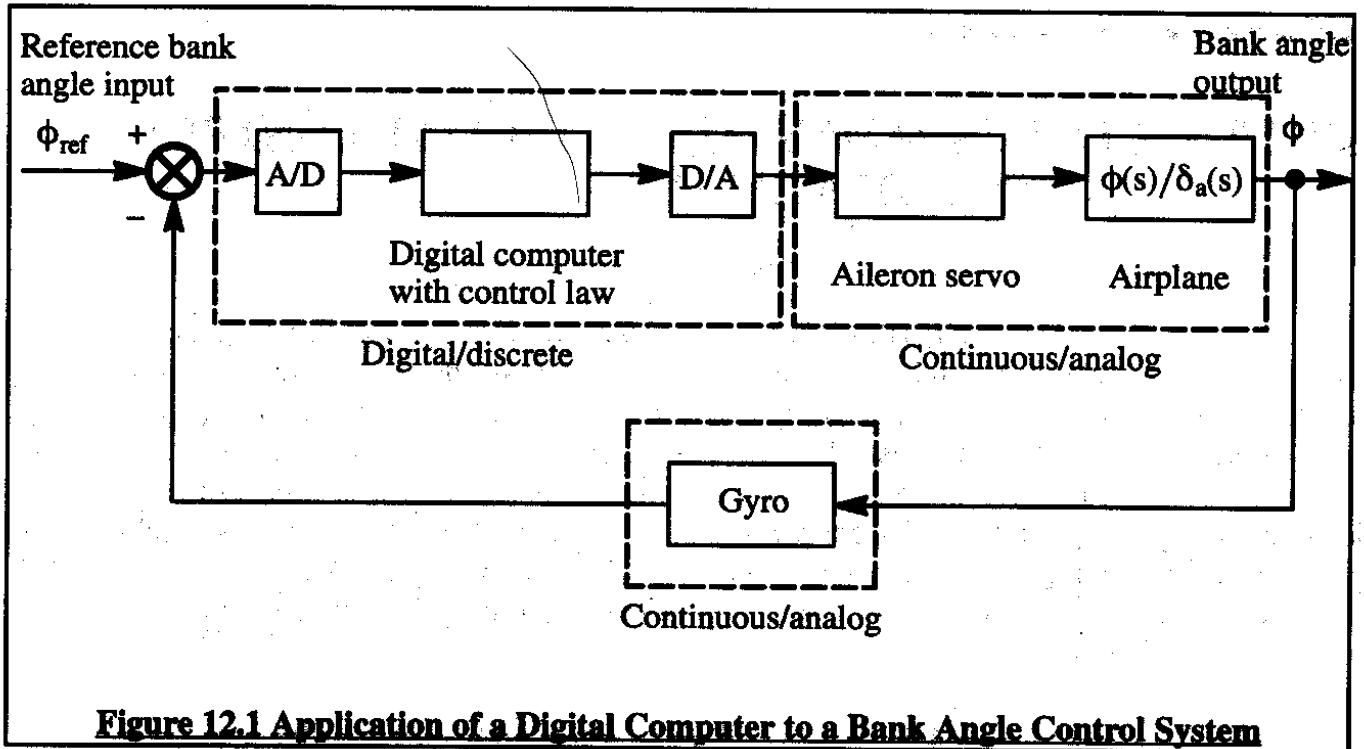 Reference bank
angle input
Bank angle
output
ϕref
+
−
A/D
D/A
ϕ(s)/δa(s)
ϕ
Digital computer
with control law
Aileron servo
Airplane
Digital/discrete
Continuous/analog
Gyro
Continuous/analog
Figure 12.1 Application of a Digital Computer to a Bank Angle Control System